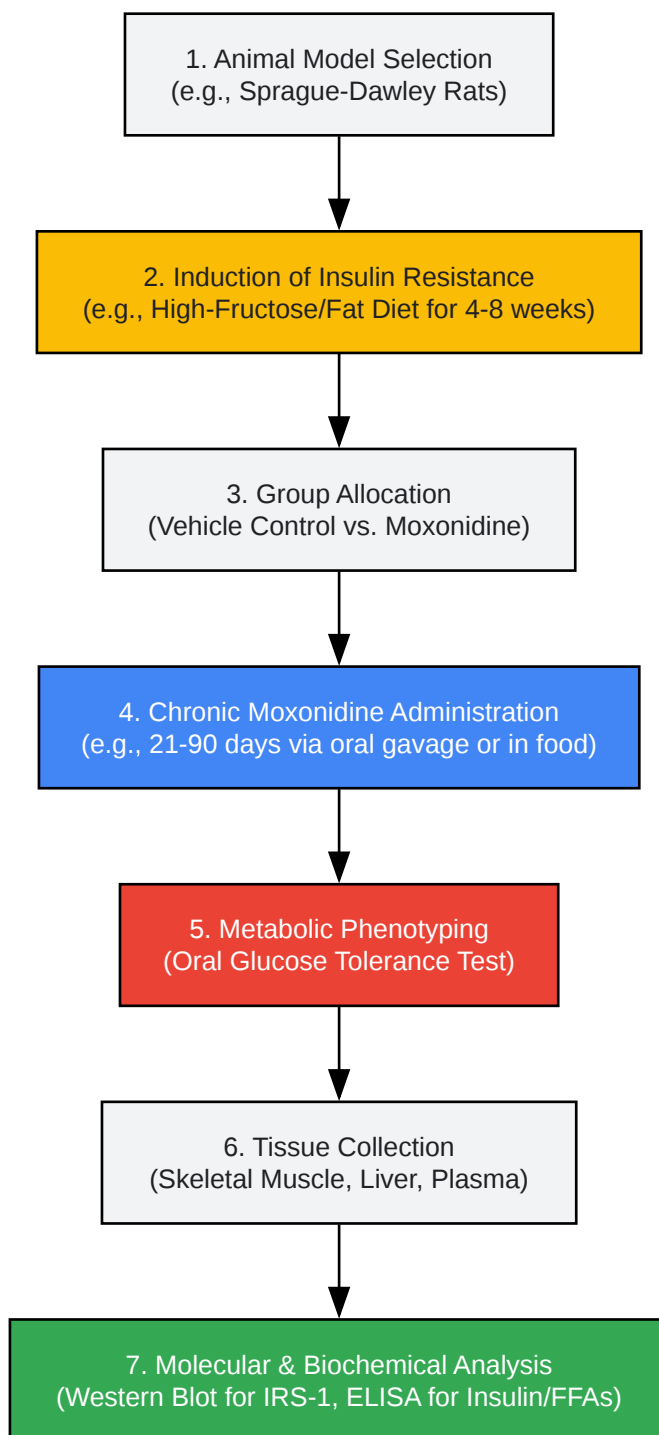 1. Animal Model Selection
(e.g., Sprague-Dawley Rats)
2. Induction of Insulin Resistance
(e.g., High-Fructose/Fat Diet for 4-8 weeks)
3. Group Allocation
(Vehicle Control vs. Moxonidine)
4. Chronic Moxonidine Administration
(e.g., 21-90 days via oral gavage or in food)
5. Metabolic Phenotyping
(Oral Glucose Tolerance Test)
6. Tissue Collection
(Skeletal Muscle, Liver, Plasma)
7. Molecular & Biochemical Analysis
(Western Blot for IRS-1, ELISA for Insulin/FFAs)